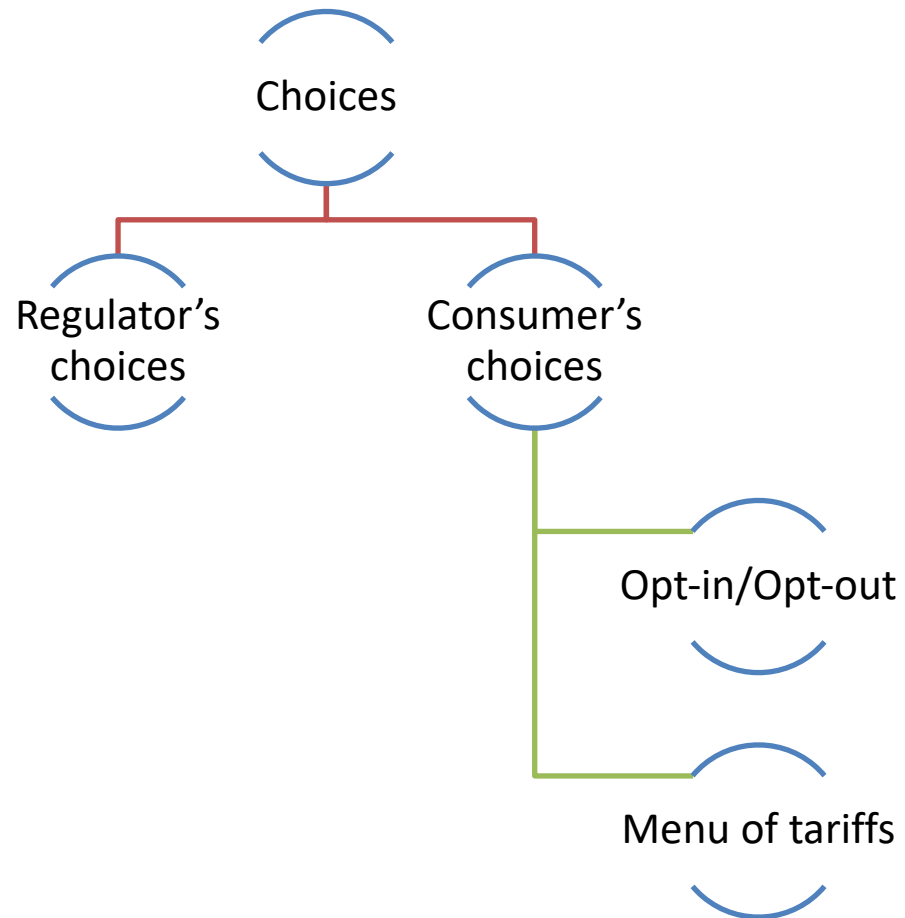 Choices
Regulator’s
choices
Consumer’s
choices
Opt-in/Opt-out
Menu of tariffs